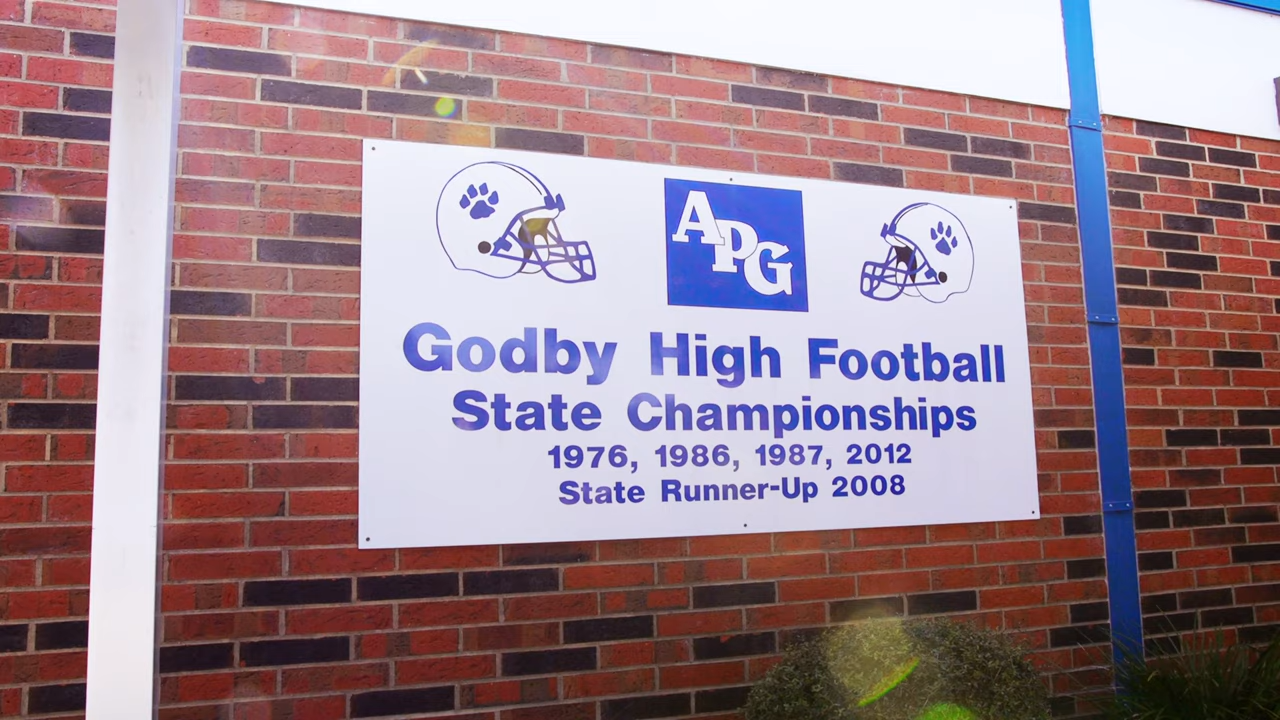 APG
Godby High Football
State Championships
1976, 1986, 1987, 2012
State Runner-Up 2008